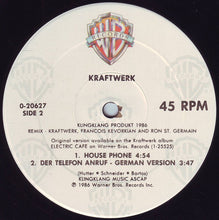 WARNER BROS. RECORDS
KRAFTWERK
KLINGKLANG PRODUKT 1986
0-20627
SIDE 2
45 RPM
REMIX - KRAFTWERK, FRANCOIS KEVORKIAN AND RON ST. GERMAIN
Original version available on the Kraftwerk album
ELECTRIC CAFE on Warner Bros. Records (1-25525)
1. HOUSE PHONE 4:54
2. DER TELEFON ANRUF - GERMAN VERSION 3:47
(Hutter • Schneider • Bartos)
KLINGKLANG MUSIC ASCAP
℗ 1986 Warner Bros. Records Inc.